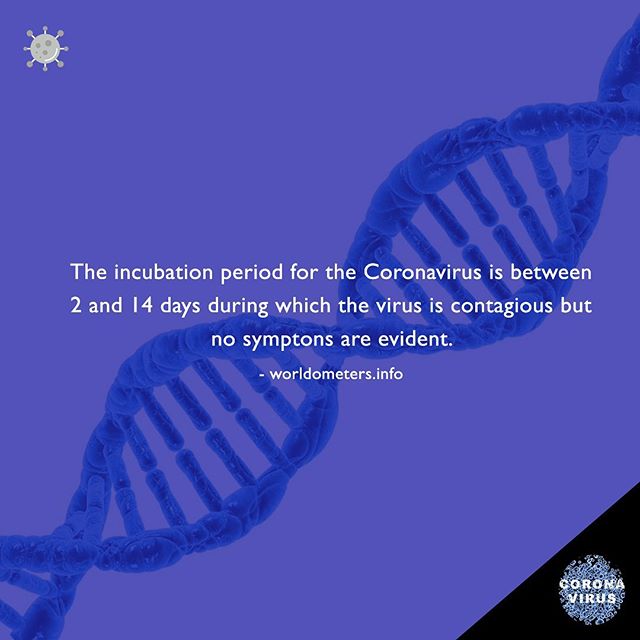 The incubation period for the Coronavirus is between
2 and 14 days during which the virus is contagious but
no symptons are evident.
- worldometers.info
CORONA
VIRUS